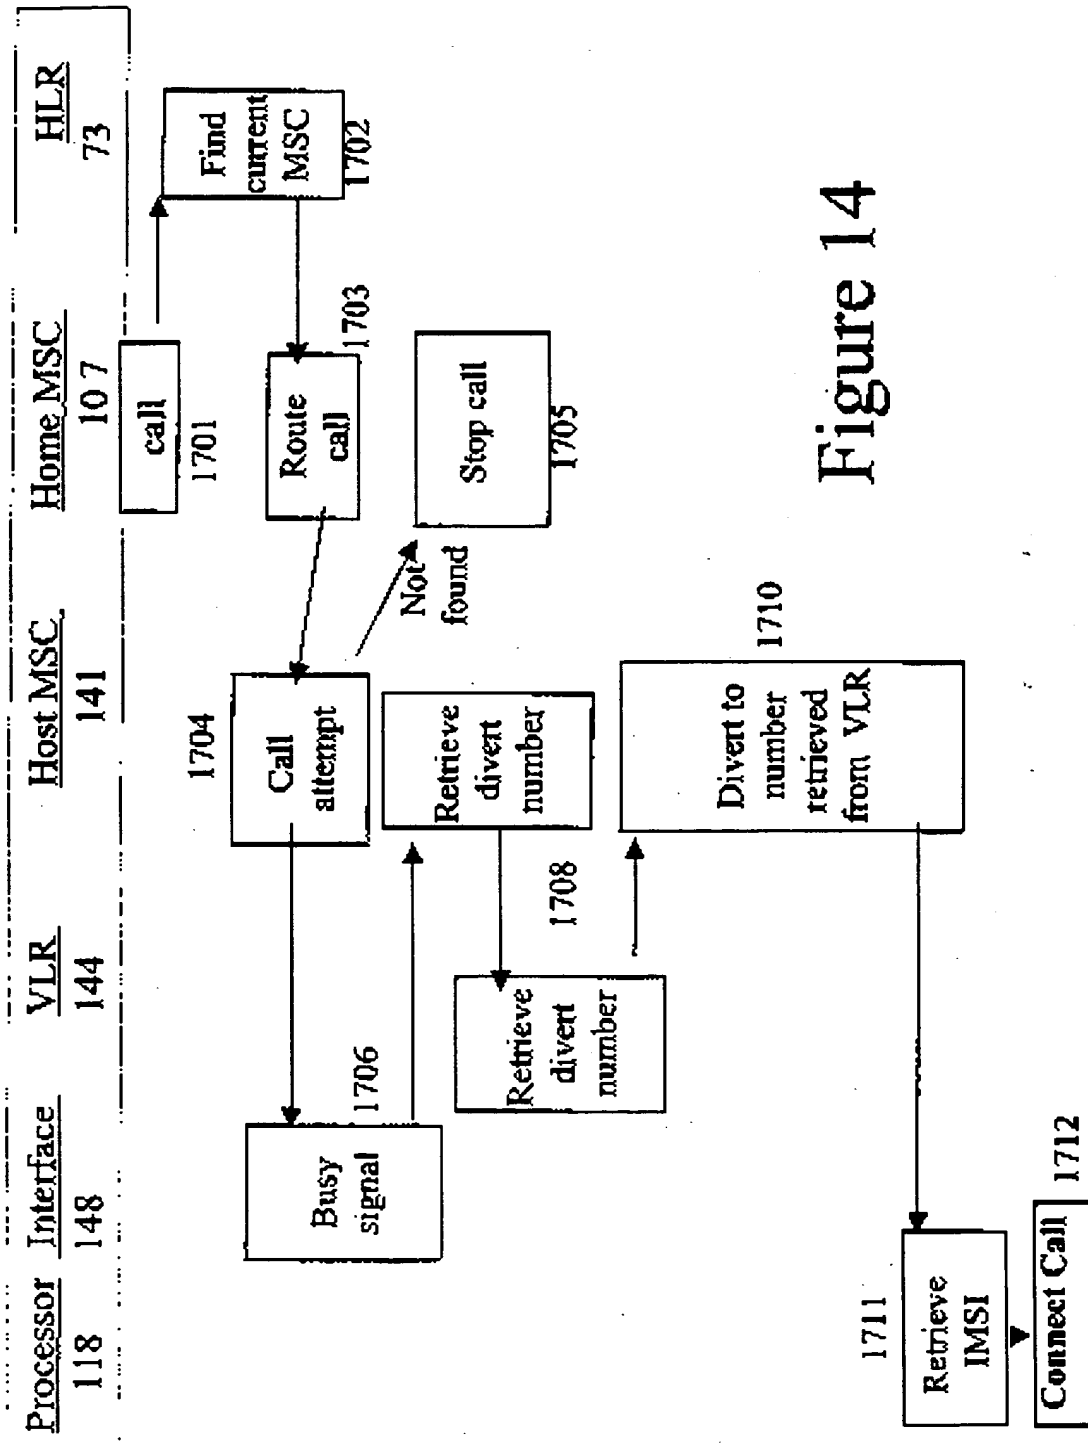 Processor
118
Interface
148
VLR
144
Host MSC
141
Home MSC
107
HLR
73
call
1701
Find
current
MSC
1702
Route
call
1703
1704
Call
attempt
Not
found
Stop call
1705
Busy
signal
1706
Retrieve
divert
number
Retrieve
divert
number
1708
Divert to
number
retrieved
from VLR
1710
1711
Retrieve
IMSI
Connect Call
1712
Figure 14